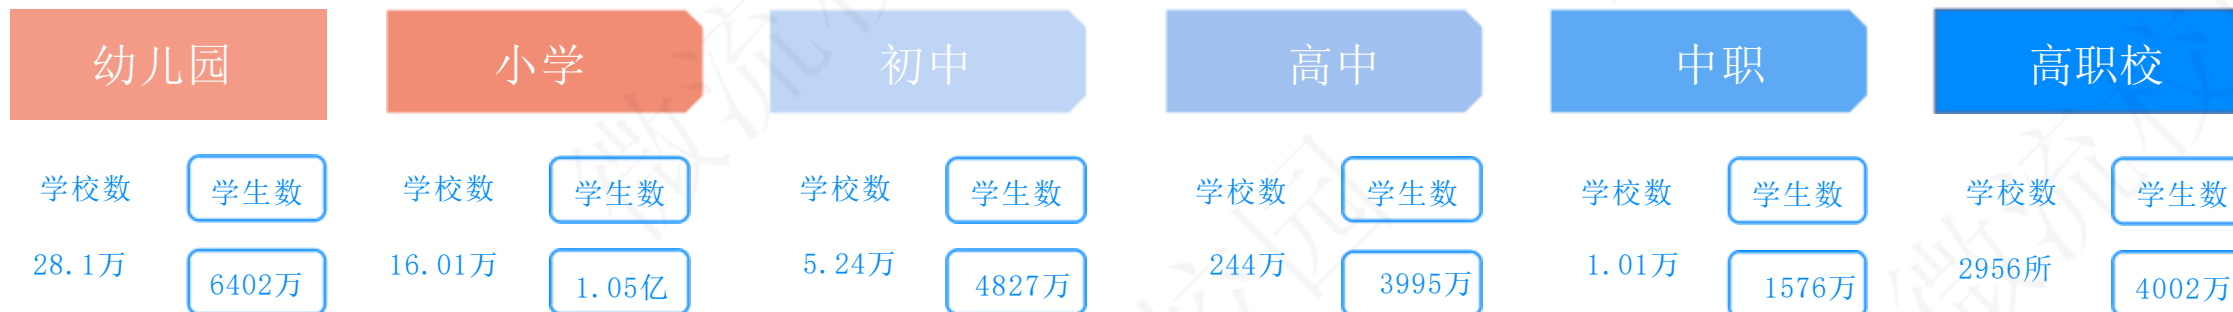 幼儿园 小学 初中 高中 中职 高职校
学校数 学生数 学校数 学生数 学校数 学生数 学校数 学生数 学校数 学生数 学校数 学生数
28.1万 6402万 16.01万 1.05亿 5.24万 4827万 244万 3995万 1.01万 1576万 2956所 4002万